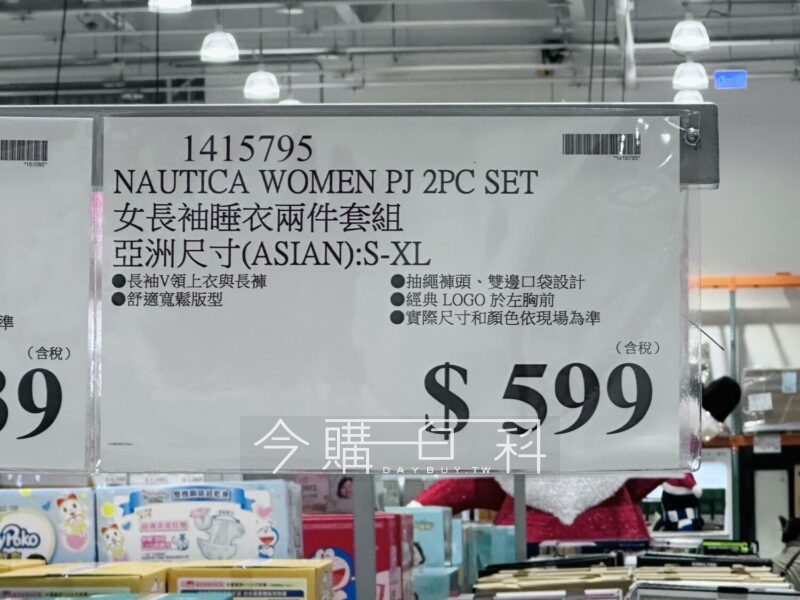 1415795
*1415795*
NAUTICA WOMEN PJ 2PC SET
女長袖睡衣兩件套組
亞洲尺寸(ASIAN):S-XL
●長袖V領上衣與長褲
●舒適寬鬆版型
●抽繩褲頭、雙邊口袋設計
●經典 LOGO 於左胸前
●實際尺寸和顏色依現場為準
(含稅)
$ 599
準
(含稅)
39
今購百科
DAYBUY.TW
yPoko